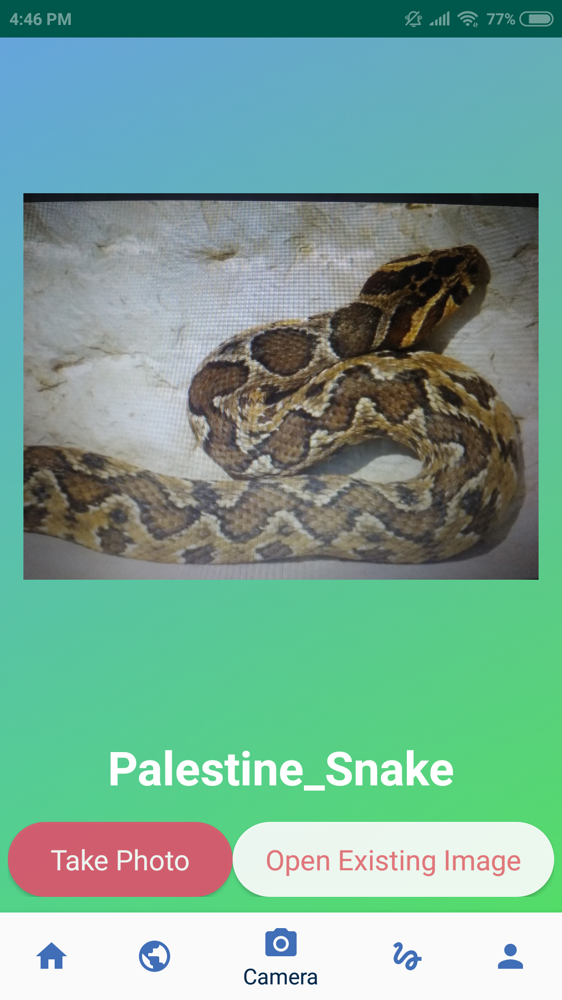 4:46 PM 77%
Palestine_Snake
Take Photo Open Existing Image
Camera